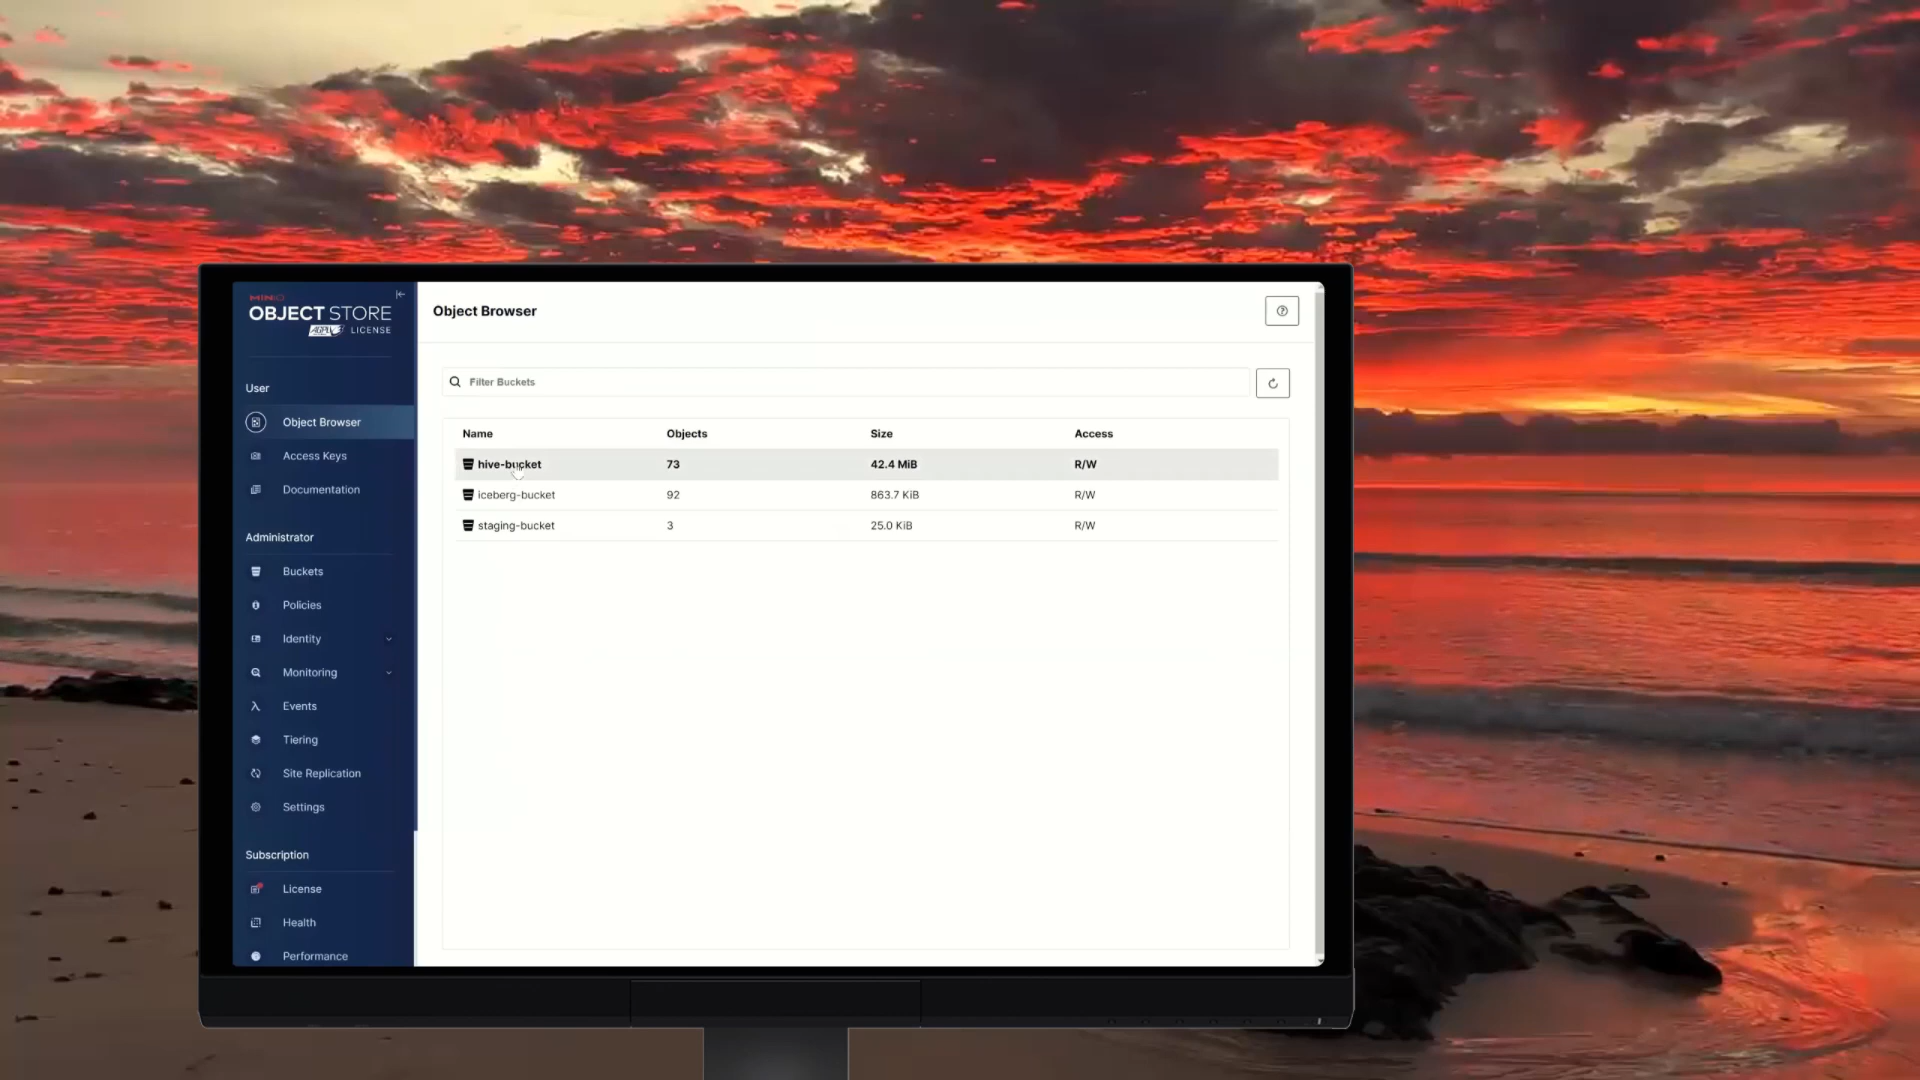 MINIO
OBJECT STORE
AGPLV3 LICENSE
User
Object Browser
Access Keys
Documentation
Administrator
Buckets
Policies
Identity
Monitoring
Events
Tiering
Site Replication
Settings
Subscription
License
Health
Performance
Object Browser
Filter Buckets
Name Objects Size Access
hive-bucket 73 42.4 MiB R/W
iceberg-bucket 92 863.7 KiB R/W
staging-bucket 3 25.0 KiB R/W